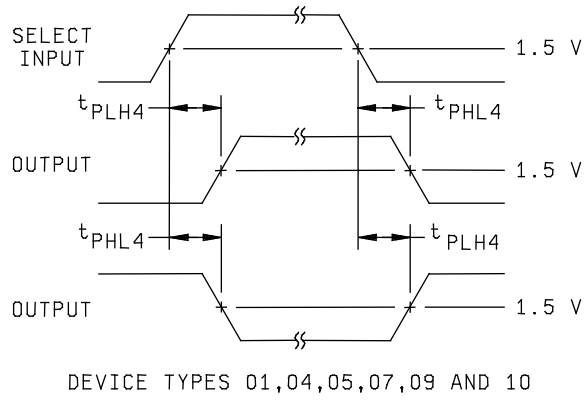 SELECT
INPUT
1.5 V
tPLH4
tPHL4
OUTPUT
1.5 V
tPHL4
tPLH4
OUTPUT
1.5 V
DEVICE TYPES 01,04,05,07,09 AND 10